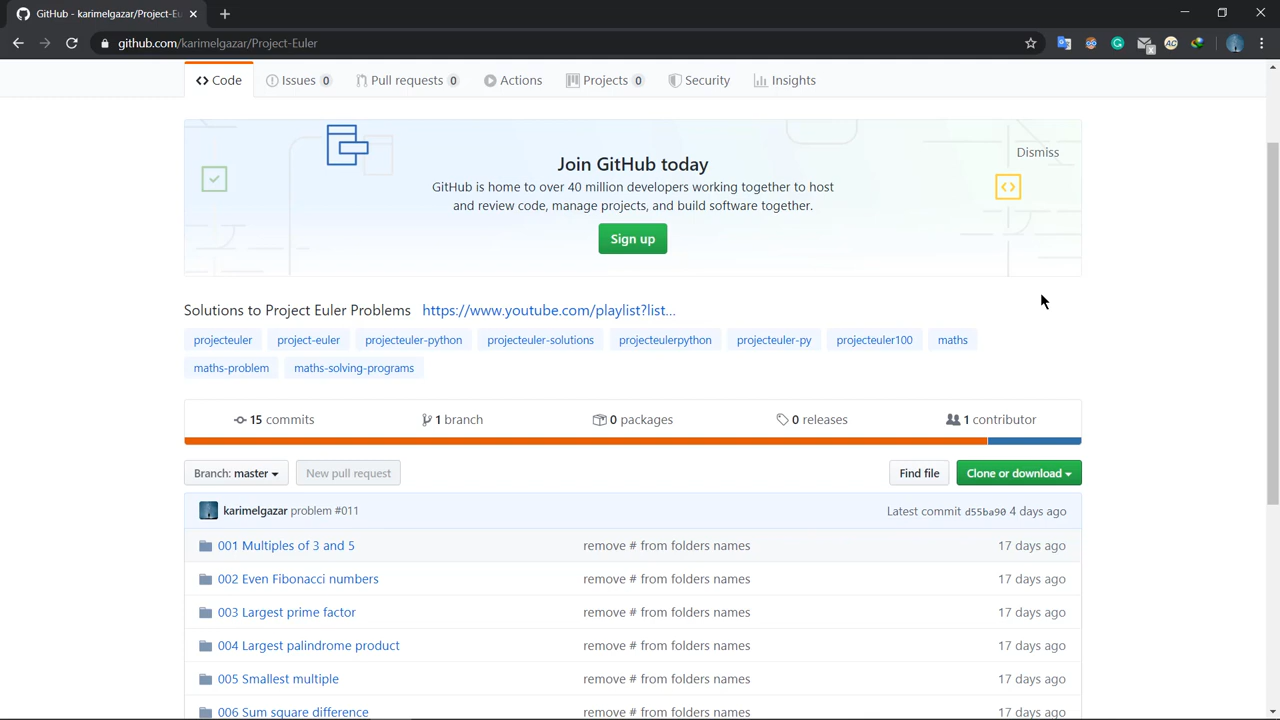 GitHub - karimelgazar/Project-Eu
github.com/karimelgazar/Project-Euler
Code Issues 0 Pull requests 0 Actions Projects 0 Security Insights
Dismiss
Join GitHub today
GitHub is home to over 40 million developers working together to host
and review code, manage projects, and build software together.
Sign up
Solutions to Project Euler Problems https://www.youtube.com/playlist?list...
projecteuler project-euler projecteuler-python projecteuler-solutions projecteulerpython projecteuler-py projecteuler100 maths
maths-problem maths-solving-programs
15 commits 1 branch 0 packages 0 releases 1 contributor
Branch: master New pull request Find file Clone or download
karimelgazar problem #011 Latest commit d55ba90 4 days ago
001 Multiples of 3 and 5 remove # from folders names 17 days ago
002 Even Fibonacci numbers remove # from folders names 17 days ago
003 Largest prime factor remove # from folders names 17 days ago
004 Largest palindrome product remove # from folders names 17 days ago
005 Smallest multiple remove # from folders names 17 days ago
006 Sum square difference remove # from folders names 17 days ago